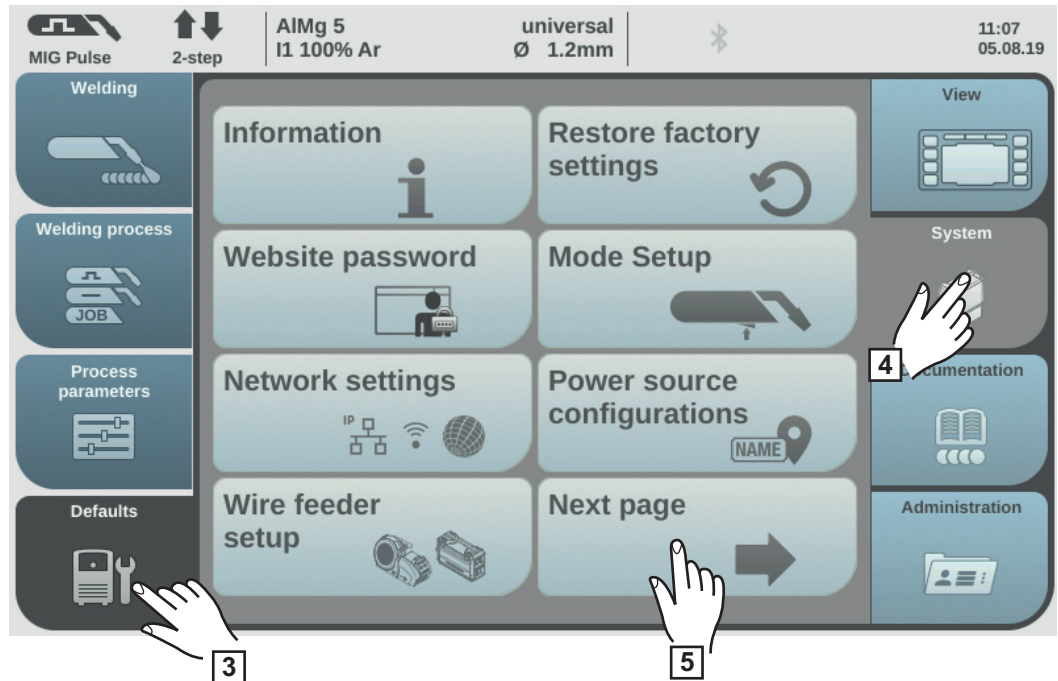 MIG Pulse
2-step
AlMg 5
I1 100% Ar
universal
Ø 1.2mm
11:07
05.08.19
Welding
Welding process
JOB
Process
parameters
Defaults
Information
Restore factory
settings
Website password
Mode Setup
Network settings
IP
Power source
configurations
NAME
Wire feeder
setup
Next page
View
System
cumentation
Administration
3
4
5